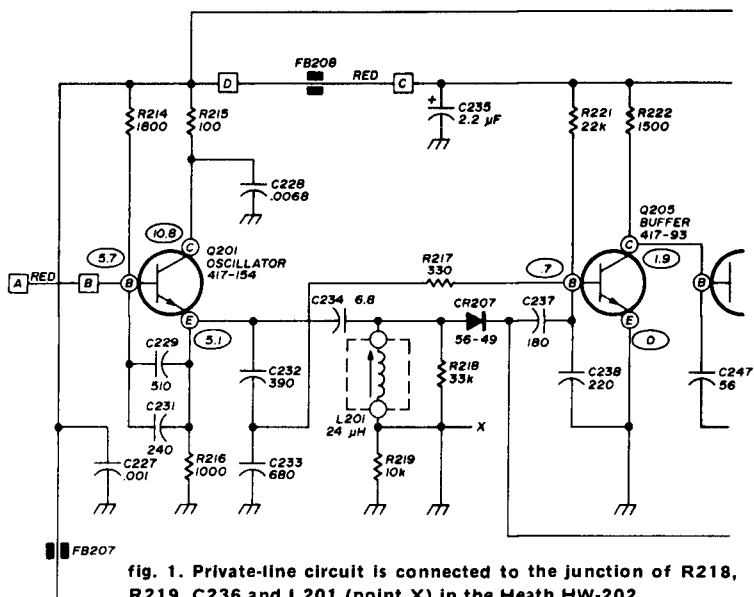 D
FB208
RED
C
R214
1800
R215
100
C235
2.2 µF
+
R221
22k
R222
1500
C228
.0068
10.8
C
Q201
OSCILLATOR
417-154
Q205
BUFFER
417-93
C
1.9
A
RED
B
5.7
B
R217
330
.7
B
B
E
5.1
C234
6.8
CR207
56-49
C237
180
E
0
C229
510
C232
390
R218
33k
C238
220
C247
56
C231
240
L201
24 µH
X
C227
.001
R216
1000
C233
680
R219
10k
FB207
fig. 1. Private-line circuit is connected to the junction of R218,
R219, C236 and L201 (point X) in the Heath HW-202